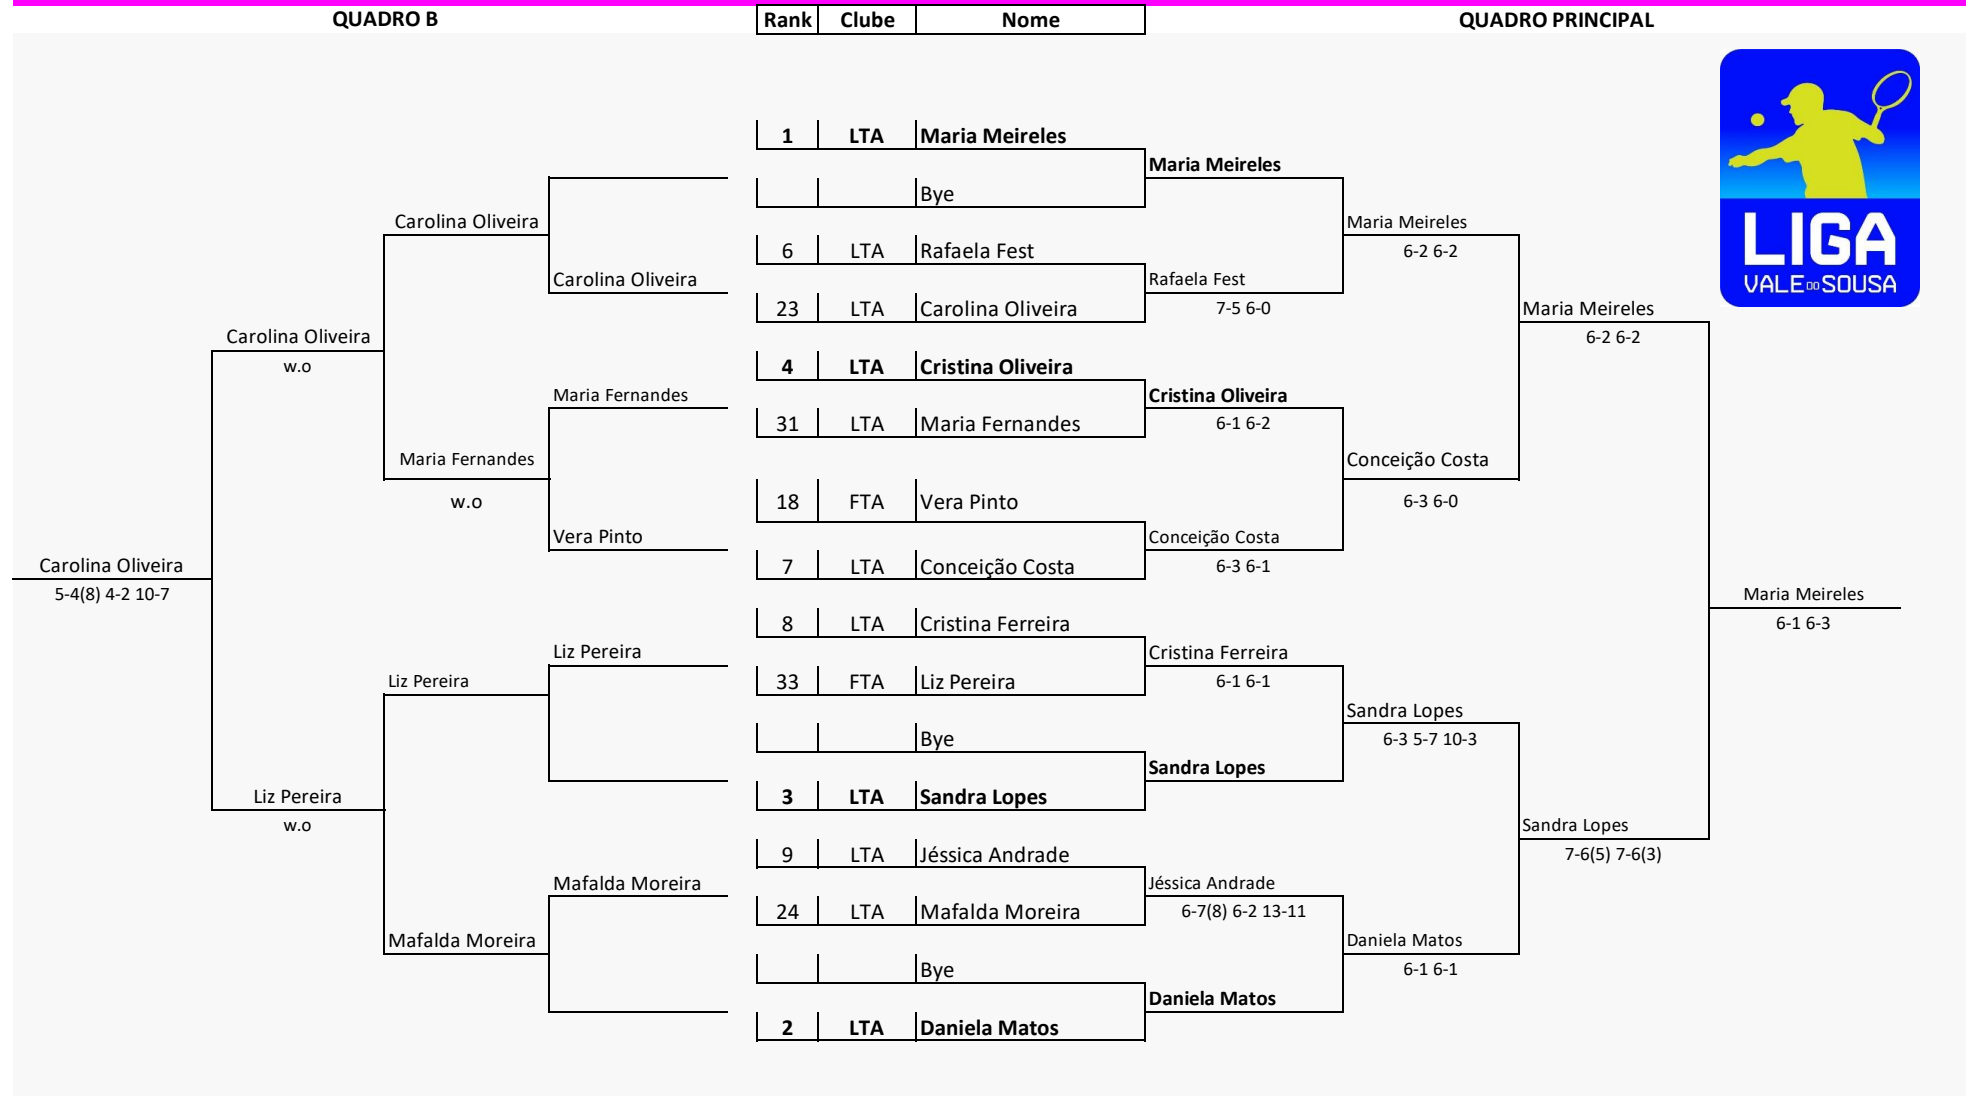 QUADRO B Rank Clube Nome QUADRO PRINCIPAL
1 LTA Maria Meireles
Maria Meireles
Bye
Carolina Oliveira Maria Meireles
6 LTA Rafaela Fest 6-2 6-2
Carolina Oliveira Rafaela Fest
23 LTA Carolina Oliveira 7-5 6-0 Maria Meireles
Carolina Oliveira 6-2 6-2
w.o 4 LTA Cristina Oliveira
Maria Fernandes Cristina Oliveira
31 LTA Maria Fernandes 6-1 6-2
Maria Fernandes Conceição Costa
w.o 18 FTA Vera Pinto 6-3 6-0
Vera Pinto Conceição Costa
Carolina Oliveira 7 LTA Conceição Costa 6-3 6-1
5-4(8) 4-2 10-7 Maria Meireles
8 LTA Cristina Ferreira 6-1 6-3
Liz Pereira Cristina Ferreira
Liz Pereira 33 FTA Liz Pereira 6-1 6-1
Sandra Lopes
Bye 6-3 5-7 10-3
Sandra Lopes
Liz Pereira 3 LTA Sandra Lopes
w.o Sandra Lopes
9 LTA Jéssica Andrade 7-6(5) 7-6(3)
Mafalda Moreira Jéssica Andrade
24 LTA Mafalda Moreira 6-7(8) 6-2 13-11
Mafalda Moreira Daniela Matos
Bye 6-1 6-1
Daniela Matos
2 LTA Daniela Matos
LIGA
VALE DO SOUSA